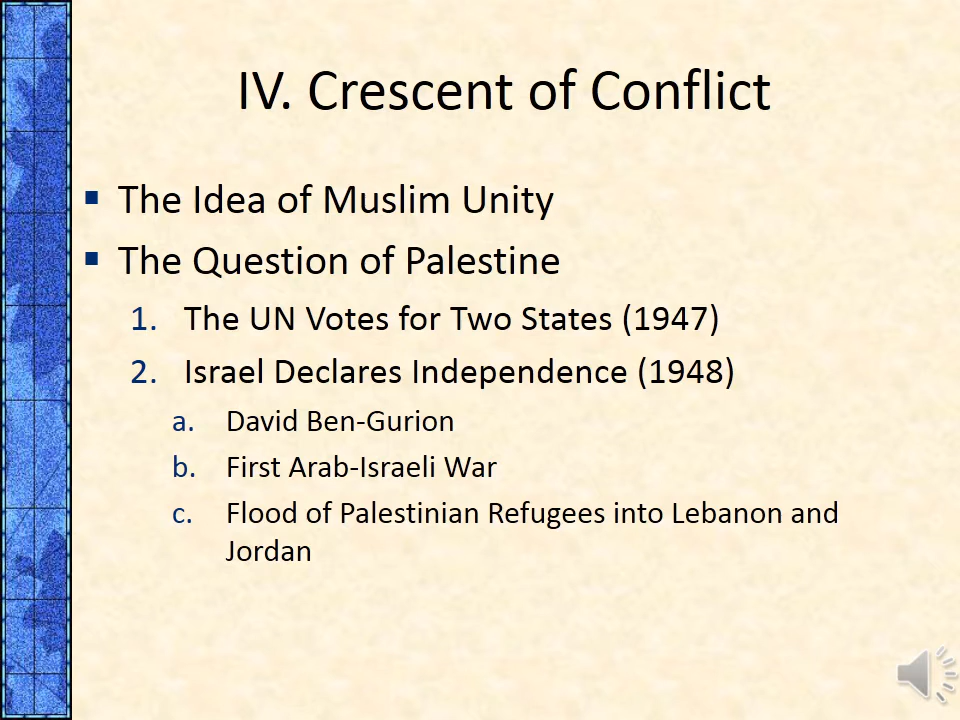 IV. Crescent of Conflict
▪ The Idea of Muslim Unity
▪ The Question of Palestine
1. The UN Votes for Two States (1947)
2. Israel Declares Independence (1948)
a. David Ben-Gurion
b. First Arab-Israeli War
c. Flood of Palestinian Refugees into Lebanon and
Jordan